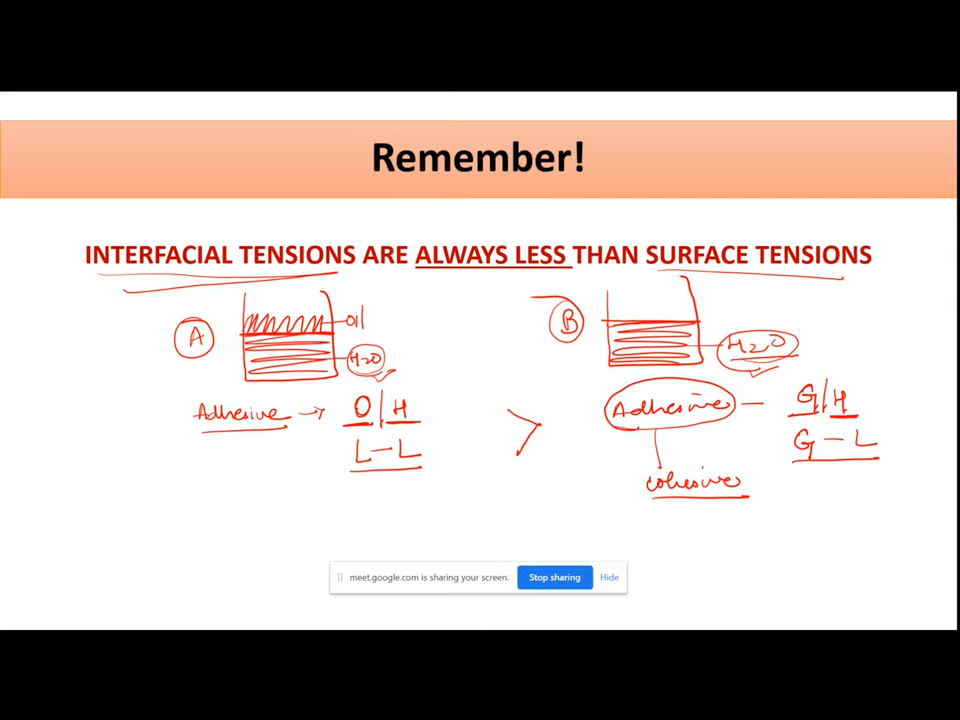 Remember!
INTERFACIAL TENSIONS ARE ALWAYS LESS THAN SURFACE TENSIONS
A
oil
H2O
B
H2O
Adhesive → O | H > Adhesive — G | H
L - L
G - L
cohesive
meet.google.com is sharing your screen. Stop sharing Hide